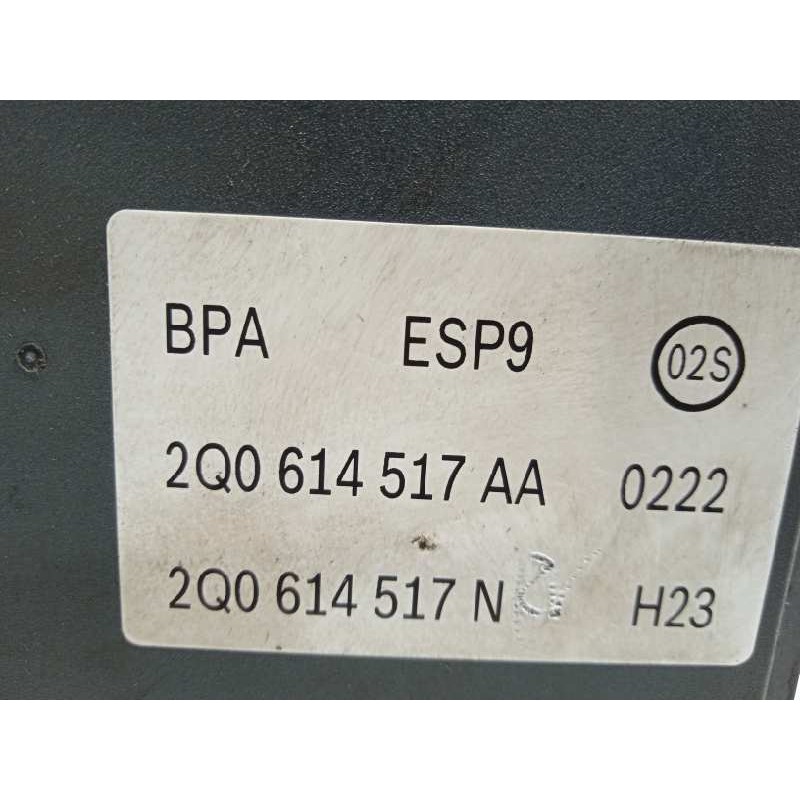 BPA ESP9 02S
2Q0 614 517 AA 0222
2Q0 614 517 N H23